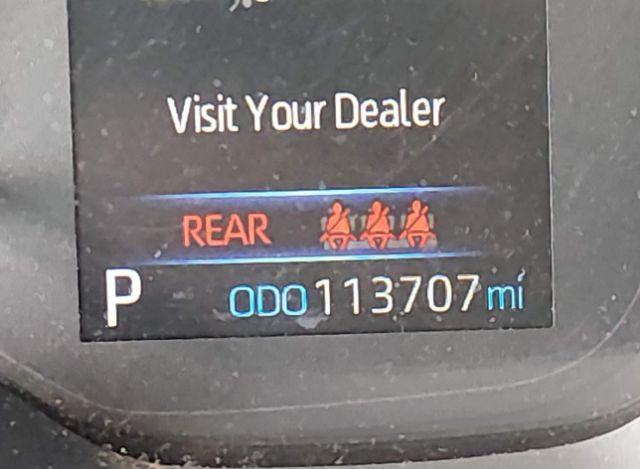 Visit Your Dealer
REAR
P ODO 113707 mi